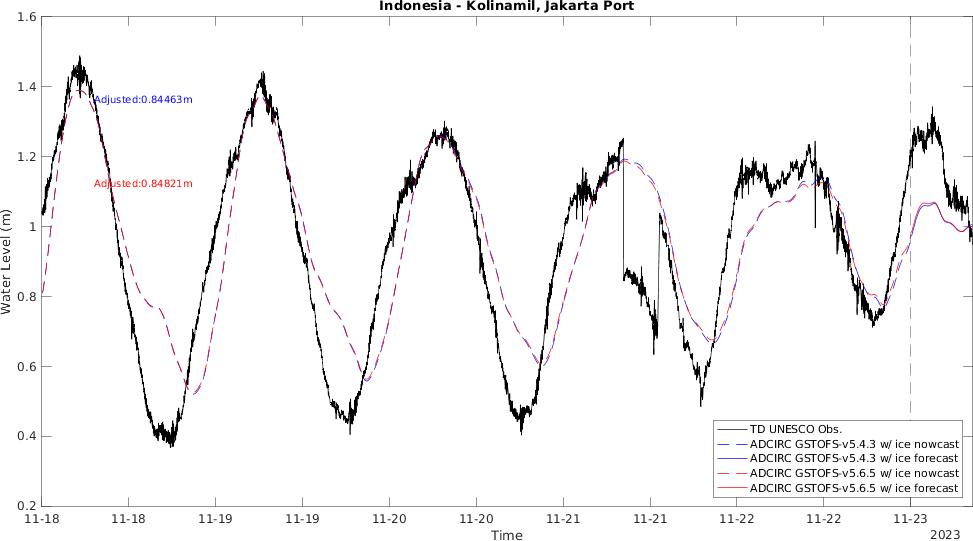 Indonesia - Kolinamil, Jakarta Port
1.6
1.4
1.2
1
0.8
0.6
0.4
0.2
Water Level (m)
Adjusted:0.84463m
Adjusted:0.84821m
TD UNESCO Obs.
ADCIRC GSTOFS-v5.4.3 w/ ice nowcast
ADCIRC GSTOFS-v5.4.3 w/ ice forecast
ADCIRC GSTOFS-v5.6.5 w/ ice nowcast
ADCIRC GSTOFS-v5.6.5 w/ ice forecast
11-18 11-18 11-19 11-19 11-20 11-20 11-21 11-21 11-22 11-22 11-23
Time
2023